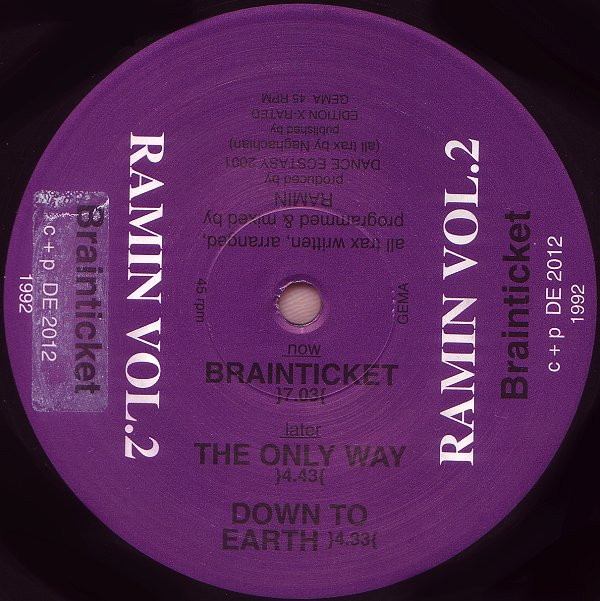 all trax written, arranged,
programmed & mixed by
RAMIN
produced by
DANCE ECSTASY 2001
(all trax by Naghachian)
published by
EDITION X-RATED
GEMA 45 RPM
RAMIN VOL.2
Brainticket
c + p DE 2012
1992
RAMIN VOL.2
Brainticket
c + p DE 2012
1992
45 rpm
GEMA
now
BRAINTICKET
}7.03{
later
THE ONLY WAY
}4.43{
DOWN TO
EARTH }4.33{